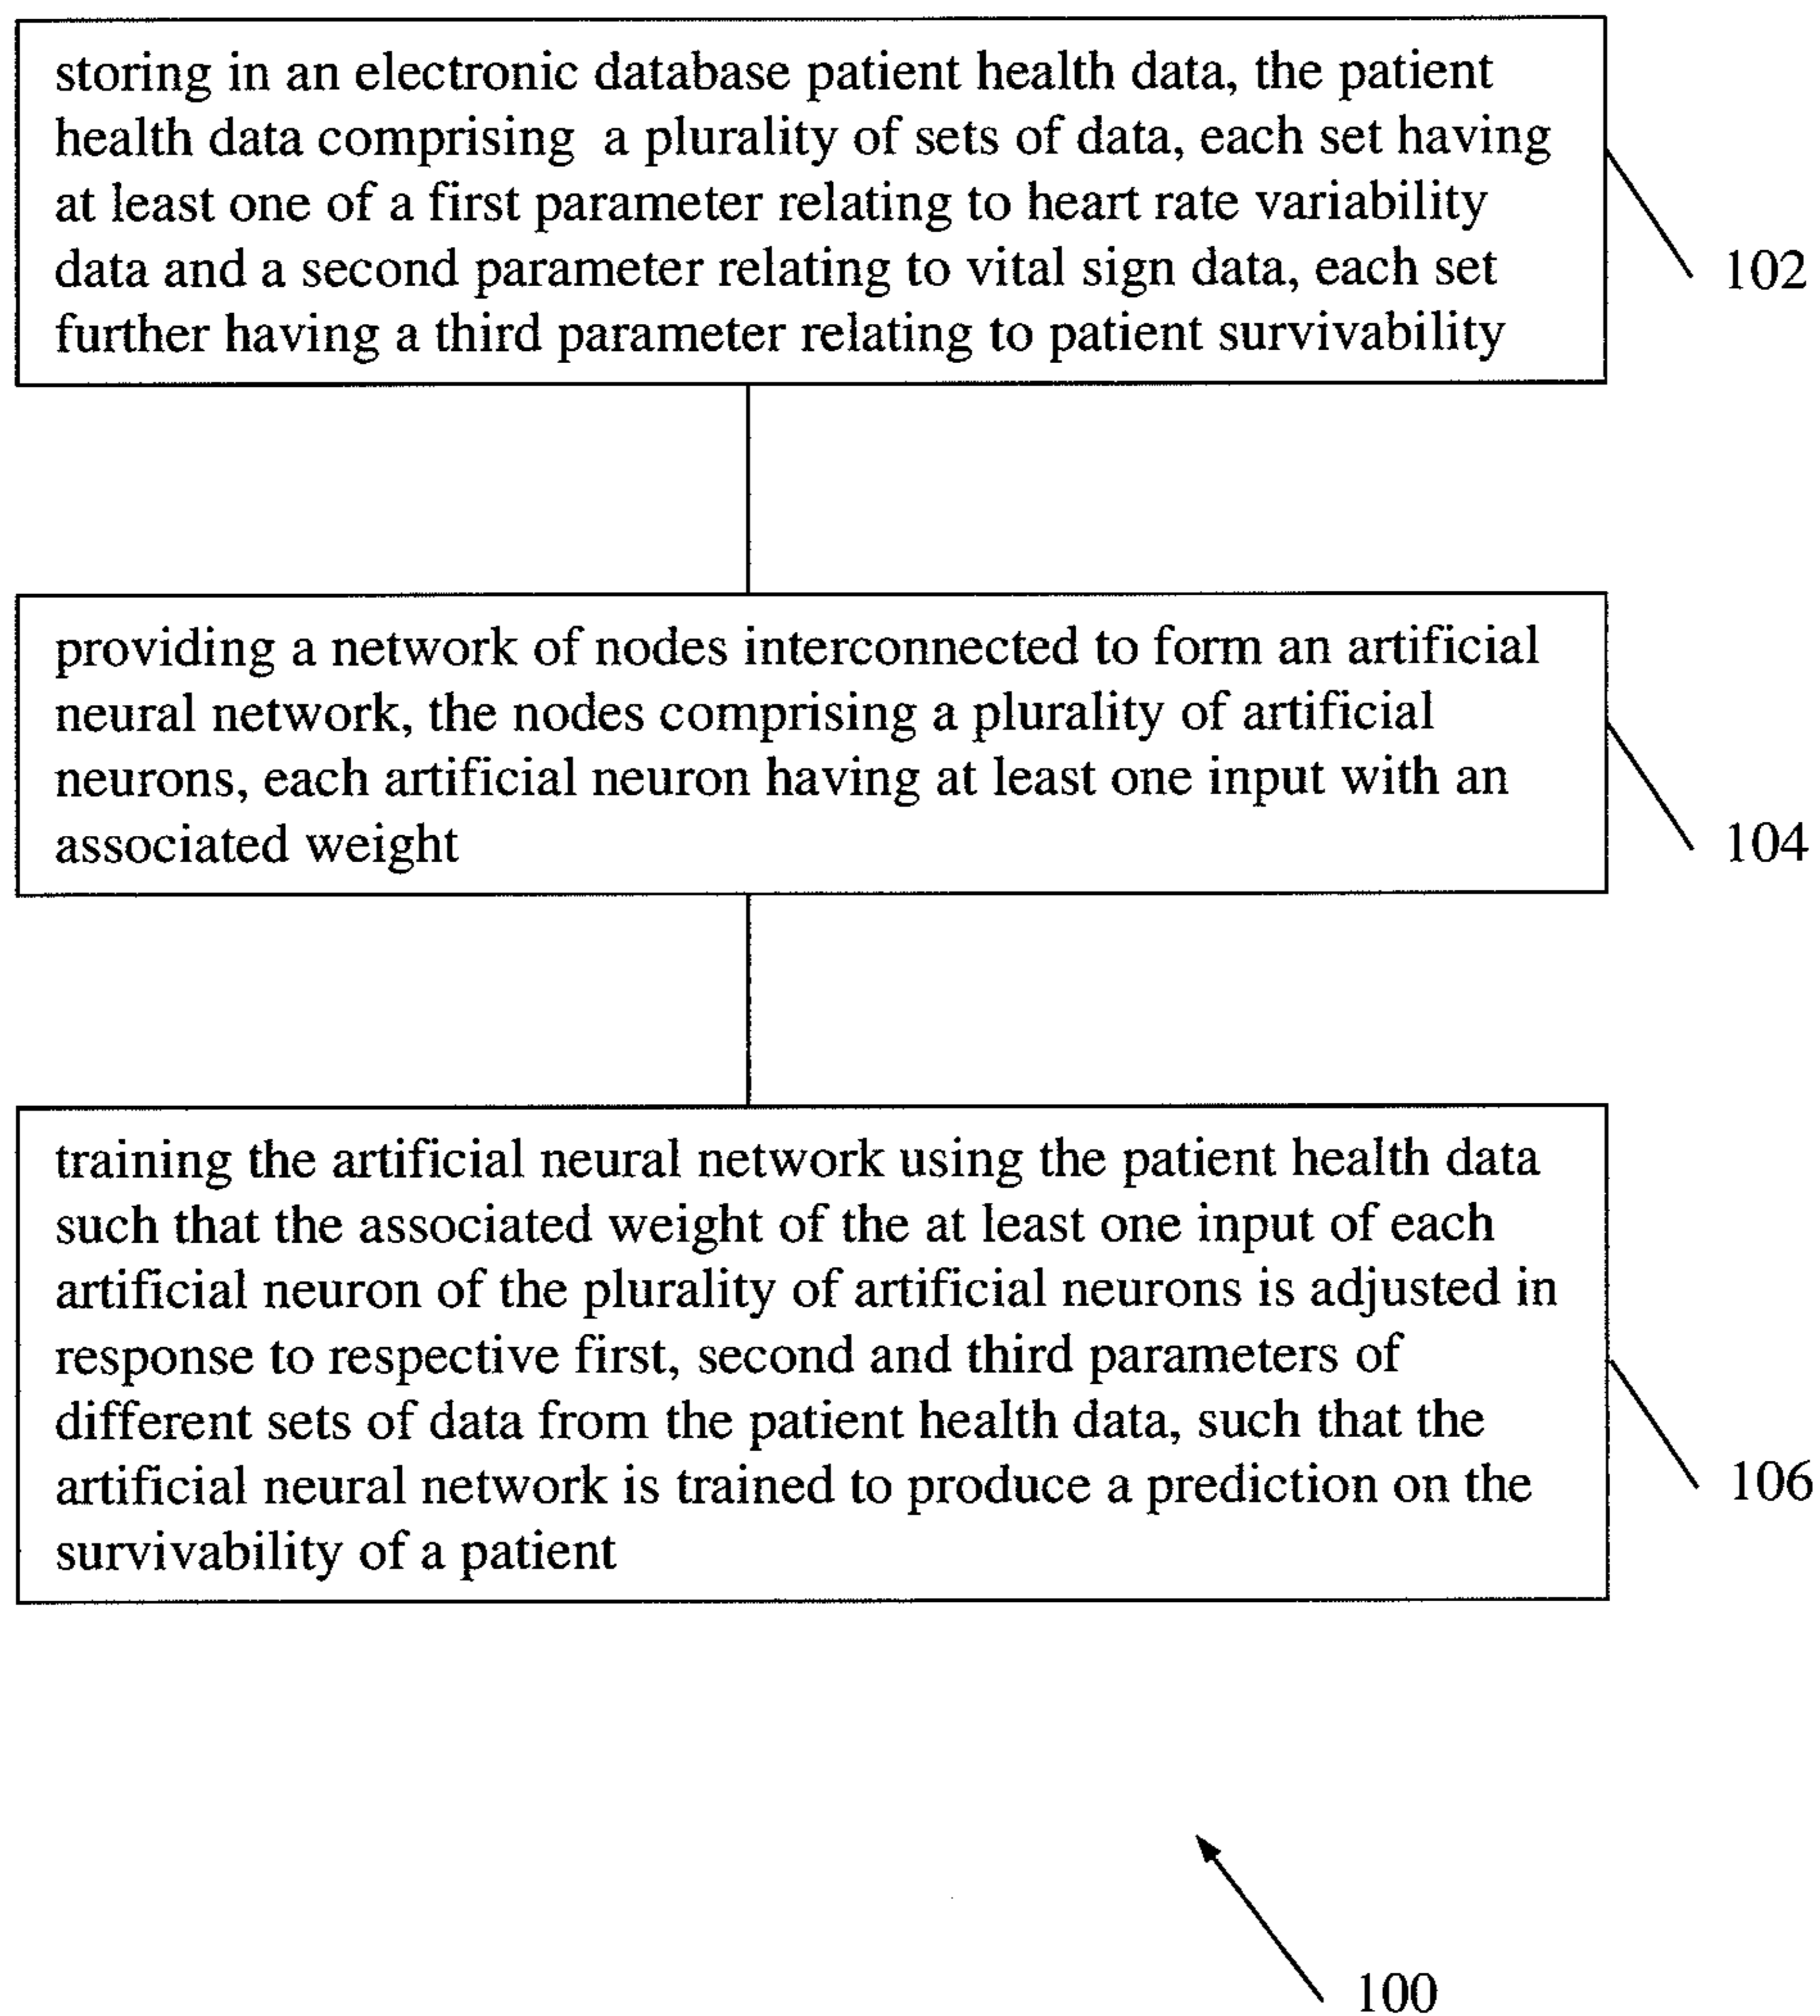 storing in an electronic database patient health data, the patient
health data comprising a plurality of sets of data, each set having
at least one of a first parameter relating to heart rate variability
data and a second parameter relating to vital sign data, each set
further having a third parameter relating to patient survivability
102
providing a network of nodes interconnected to form an artificial
neural network, the nodes comprising a plurality of artificial
neurons, each artificial neuron having at least one input with an
associated weight
104
training the artificial neural network using the patient health data
such that the associated weight of the at least one input of each
artificial neuron of the plurality of artificial neurons is adjusted in
response to respective first, second and third parameters of
different sets of data from the patient health data, such that the
artificial neural network is trained to produce a prediction on the
survivability of a patient
106
100